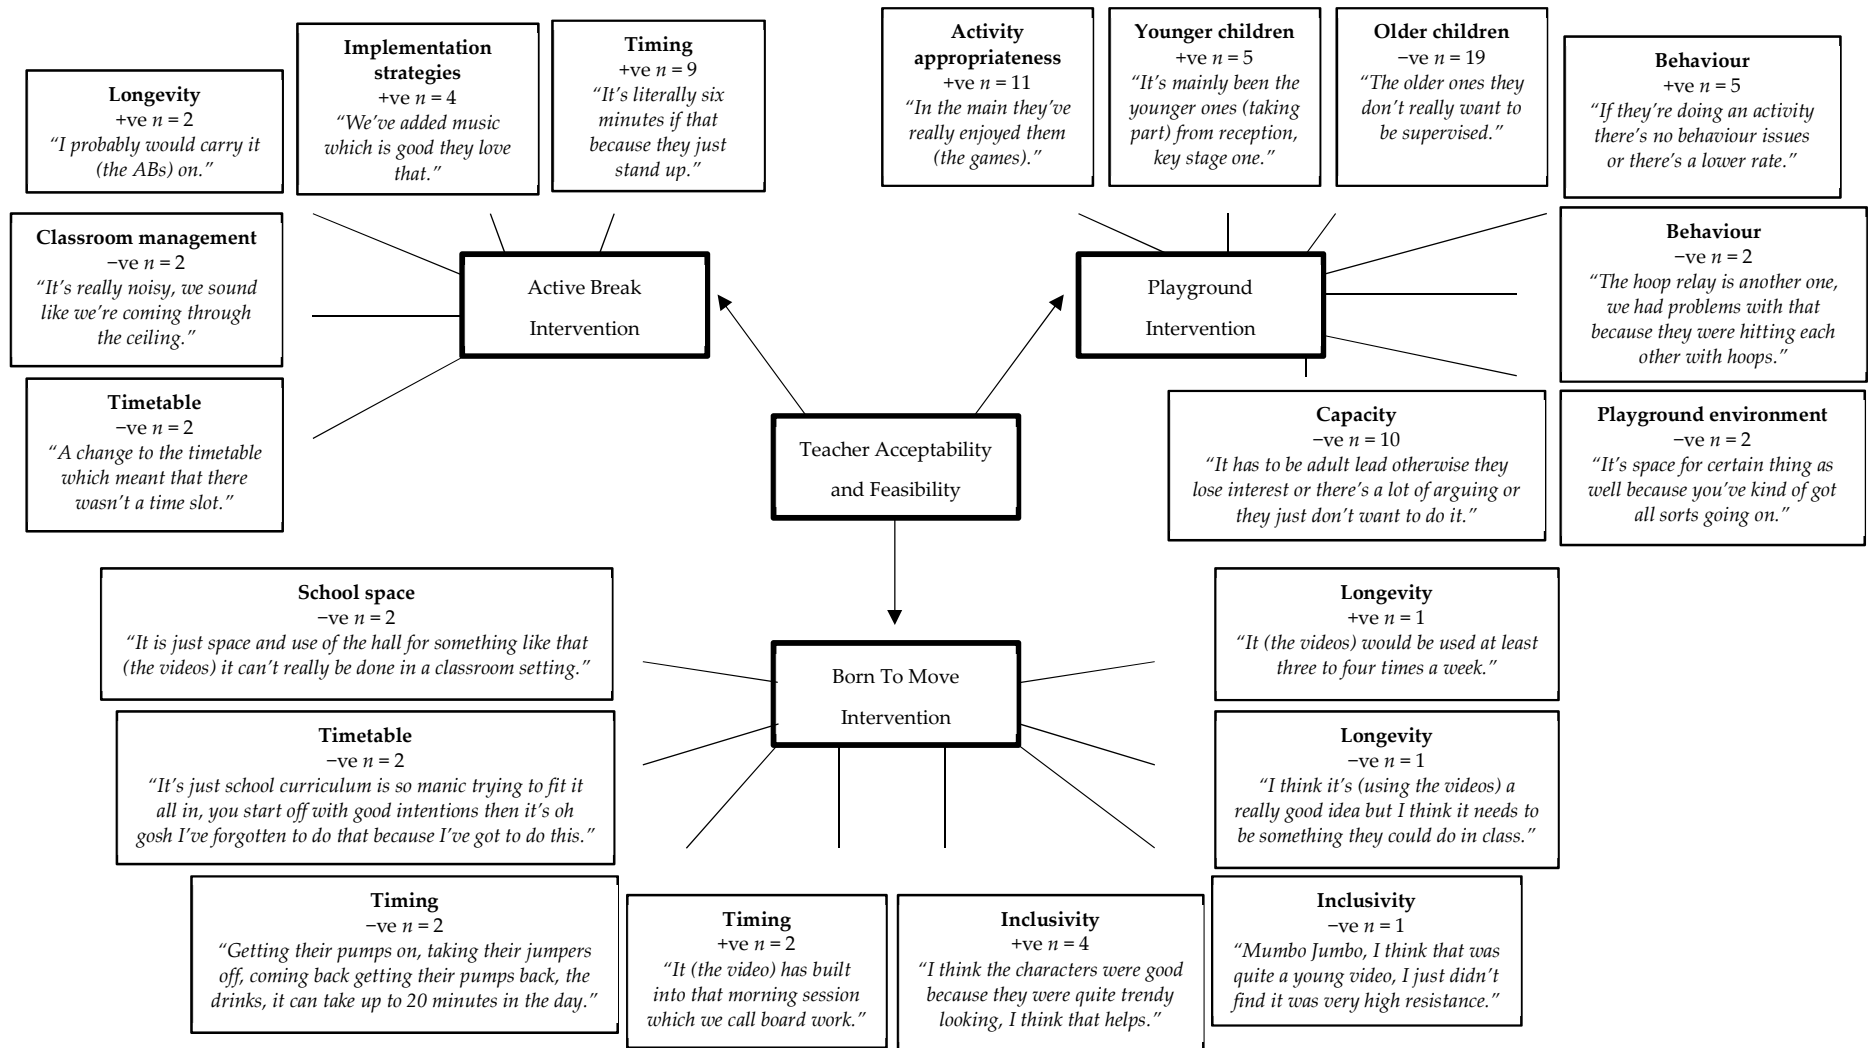 Longevity
+ve n = 2
“I probably would carry it
(the ABs) on.”
Implementation
strategies
+ve n = 4
“We’ve added music
which is good they love
that.”
Timing
+ve n = 9
“It’s literally six
minutes if that
because they just
stand up.”
Classroom management
−ve n = 2
“It’s really noisy, we sound
like we’re coming through
the ceiling.”
Timetable
−ve n = 2
“A change to the timetable
which meant that there
wasn’t a time slot.”
Active Break
Intervention
Activity
appropriateness
+ve n = 11
“In the main they’ve
really enjoyed them
(the games).”
Younger children
+ve n = 5
“It’s mainly been the
younger ones (taking
part) from reception,
key stage one.”
Older children
−ve n = 19
“The older ones they
don’t really want to
be supervised.”
Behaviour
+ve n = 5
“If they’re doing an activity
there’s no behaviour issues
or there’s a lower rate.”
Behaviour
−ve n = 2
“The hoop relay is another one,
we had problems with that
because they were hitting each
other with hoops.”
Playground
Intervention
Capacity
−ve n = 10
“It has to be adult lead otherwise they
lose interest or there’s a lot of arguing or
they just don’t want to do it.”
Playground environment
−ve n = 2
“It’s space for certain thing as
well because you’ve kind of got
all sorts going on.”
Teacher Acceptability
and Feasibility
School space
−ve n = 2
“It is just space and use of the hall for something like that
(the videos) it can’t really be done in a classroom setting.”
Timetable
−ve n = 2
“It’s just school curriculum is so manic trying to fit it
all in, you start off with good intentions then it’s oh
gosh I’ve forgotten to do that because I’ve got to do this.”
Born To Move
Intervention
Longevity
+ve n = 1
“It (the videos) would be used at least
three to four times a week.”
Longevity
−ve n = 1
“I think it’s (using the videos) a
really good idea but I think it needs to
be something they could do in class.”
Timing
−ve n = 2
“Getting their pumps on, taking their jumpers
off, coming back getting their pumps back, the
drinks, it can take up to 20 minutes in the day.”
Timing
+ve n = 2
“It (the video) has built
into that morning session
which we call board work.”
Inclusivity
+ve n = 4
“I think the characters were good
because they were quite trendy
looking, I think that helps.”
Inclusivity
−ve n = 1
“Mumbo Jumbo, I think that was
quite a young video, I just didn’t
find it was very high resistance.”